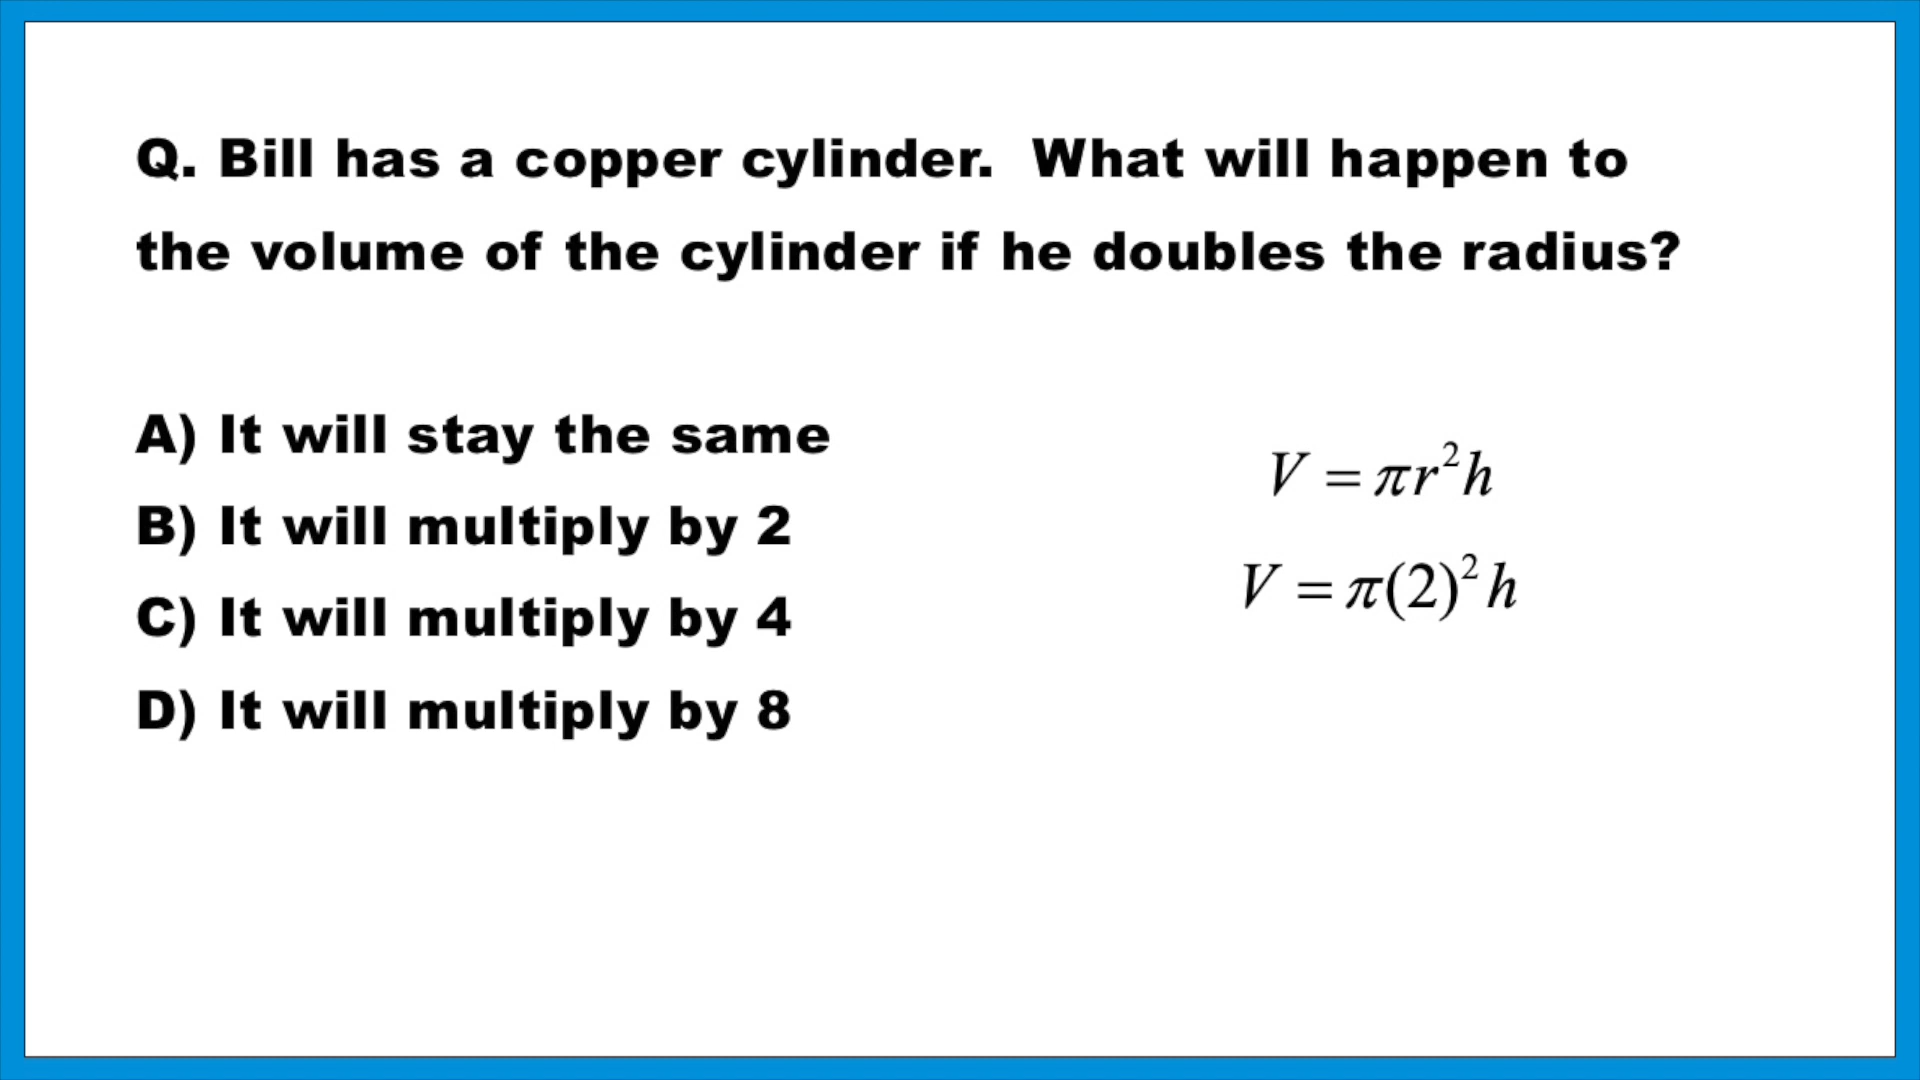 Q. Bill has a copper cylinder.  What will happen to
the volume of the cylinder if he doubles the radius?
A) It will stay the same
B) It will multiply by 2
C) It will multiply by 4
D) It will multiply by 8
V = πr²h
V = π(2)²h